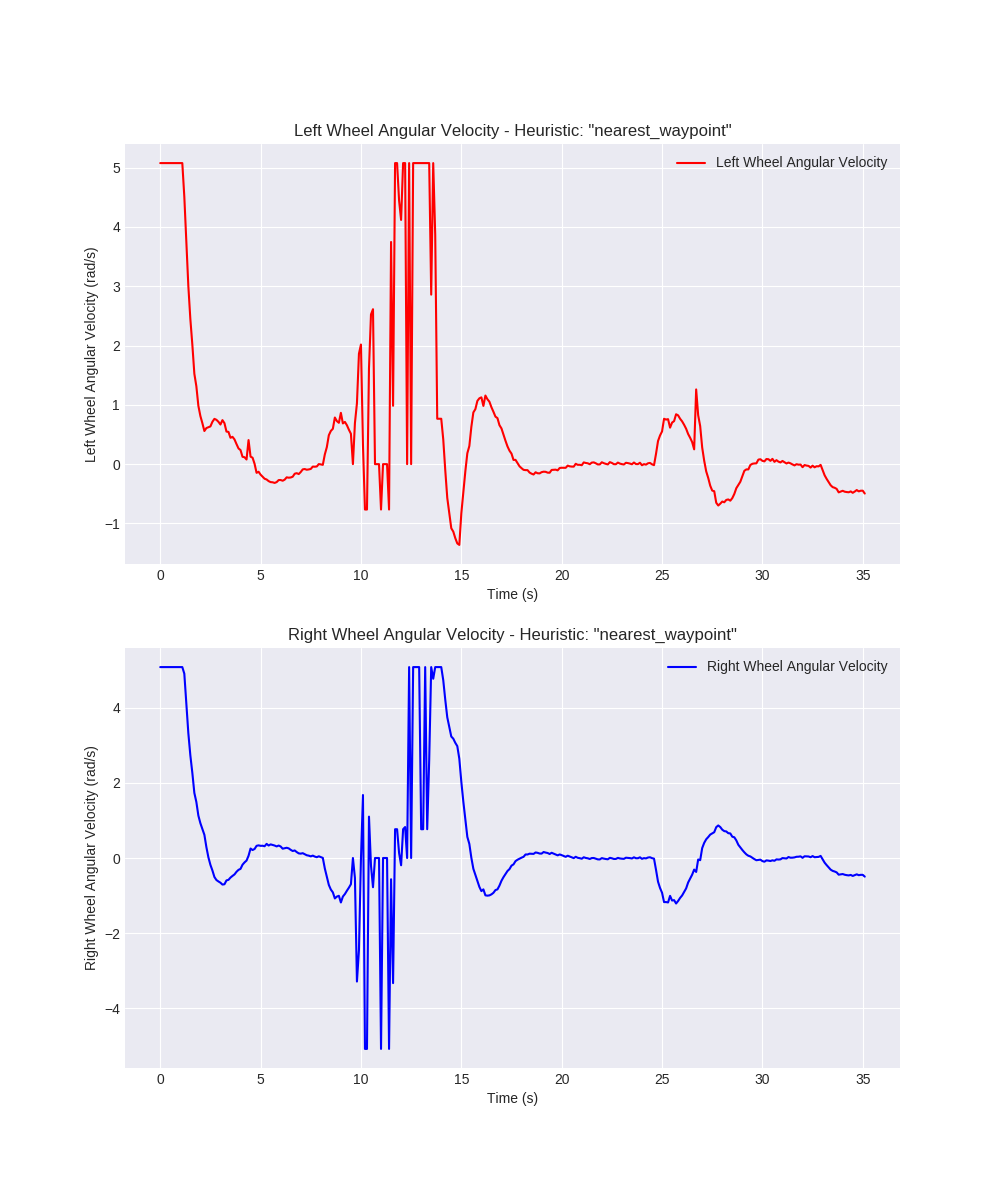 Left Wheel Angular Velocity - Heuristic: "nearest_waypoint"
Left Wheel Angular Velocity
Left Wheel Angular Velocity (rad/s)
5
4
3
2
1
0
−1
0 5 10 15 20 25 30 35
Time (s)
Right Wheel Angular Velocity - Heuristic: "nearest_waypoint"
Right Wheel Angular Velocity
Right Wheel Angular Velocity (rad/s)
4
2
0
−2
−4
0 5 10 15 20 25 30 35
Time (s)